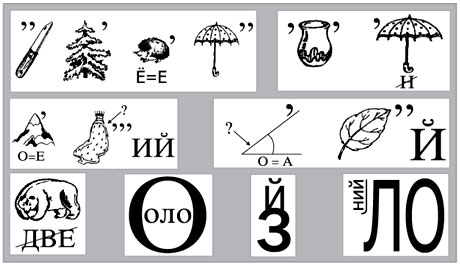 Ё=Е
И
?
О=Е
ИЙ
?
О=А
Й
ДВЕ
О
ОЛО
Й
З
НИЙ
ЛО